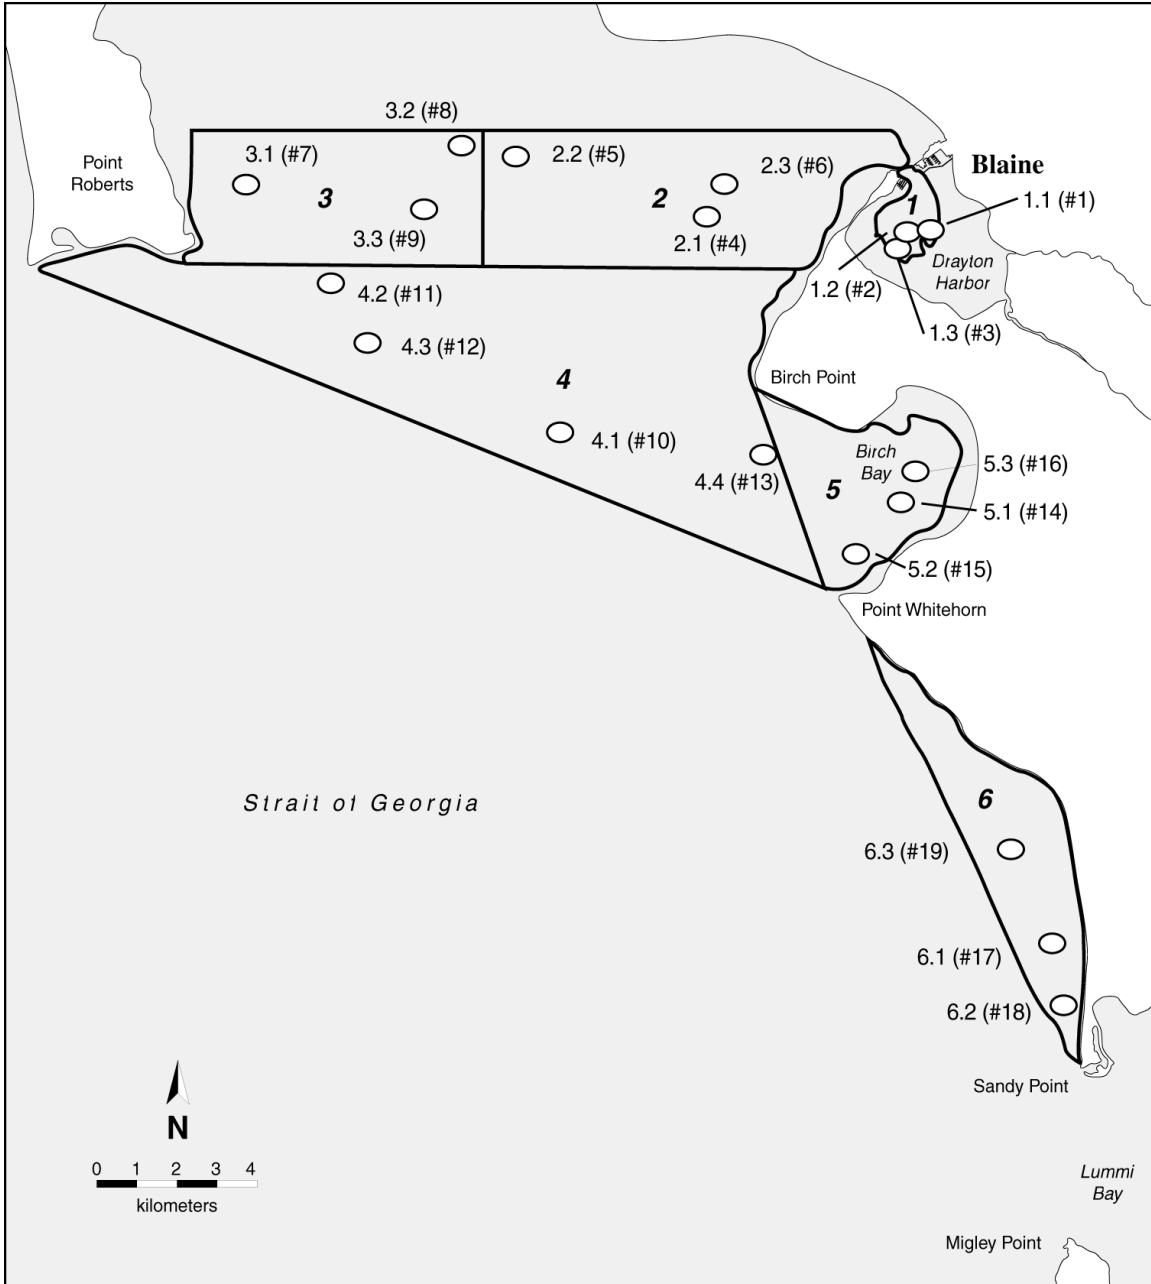 3.2 (#8)
3.1 (#7)
2.2 (#5)
2.3 (#6)
Blaine
Point
Roberts
3
2
1
1.1 (#1)
3.3 (#9)
2.1 (#4)
Drayton
Harbor
1.2 (#2)
4.2 (#11)
1.3 (#3)
4.3 (#12)
4
Birch Point
4.1 (#10)
Birch
Bay
4.4 (#13)
5
5.3 (#16)
5.1 (#14)
5.2 (#15)
Point Whitehorn
Strait of Georgia
6
6.3 (#19)
6.1 (#17)
6.2 (#18)
Sandy Point
N
0 1 2 3 4
kilometers
Lummi
Bay
Migley Point